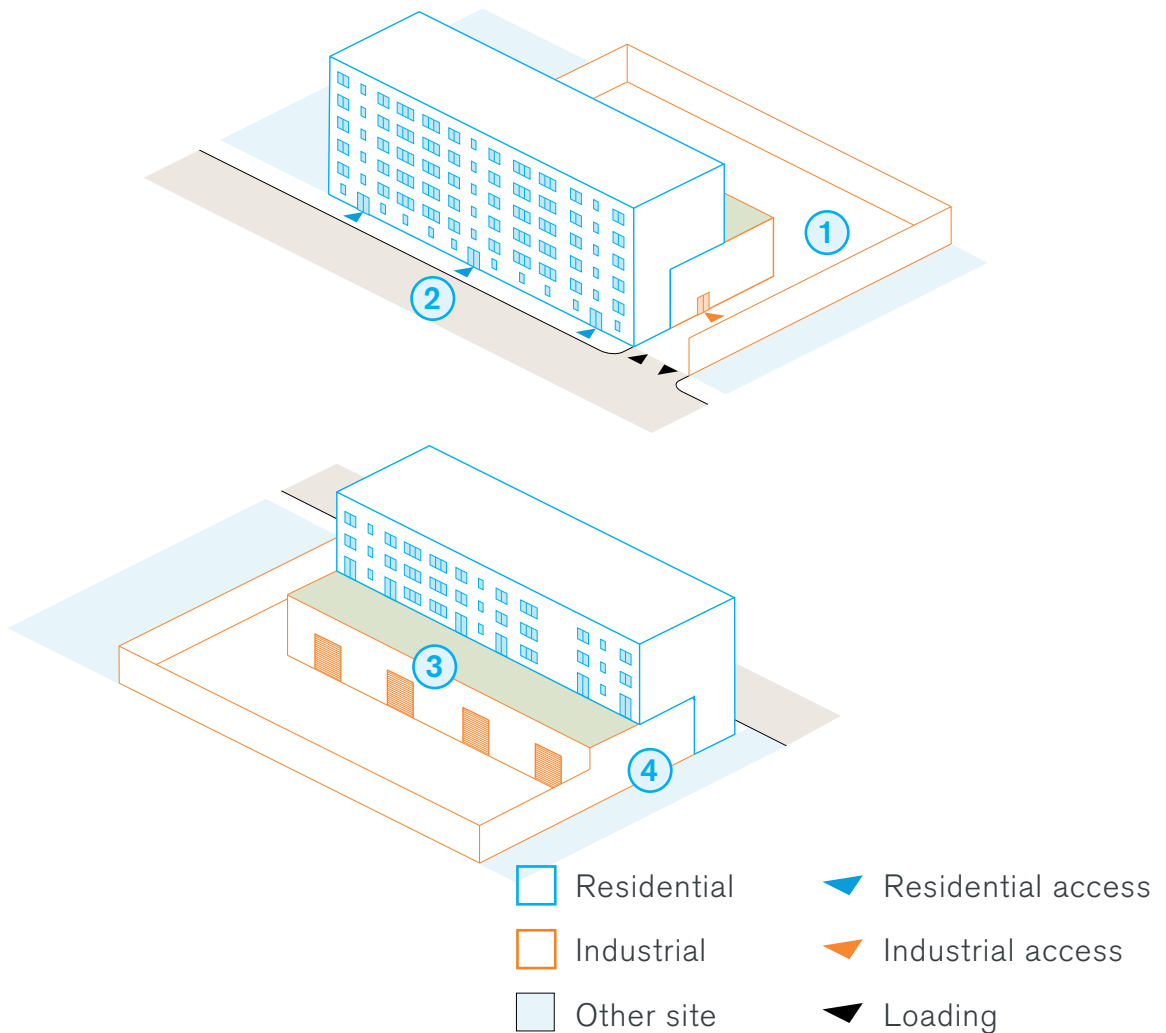 1
2
3
4
Residential
Residential access
Industrial
Industrial access
Other site
Loading